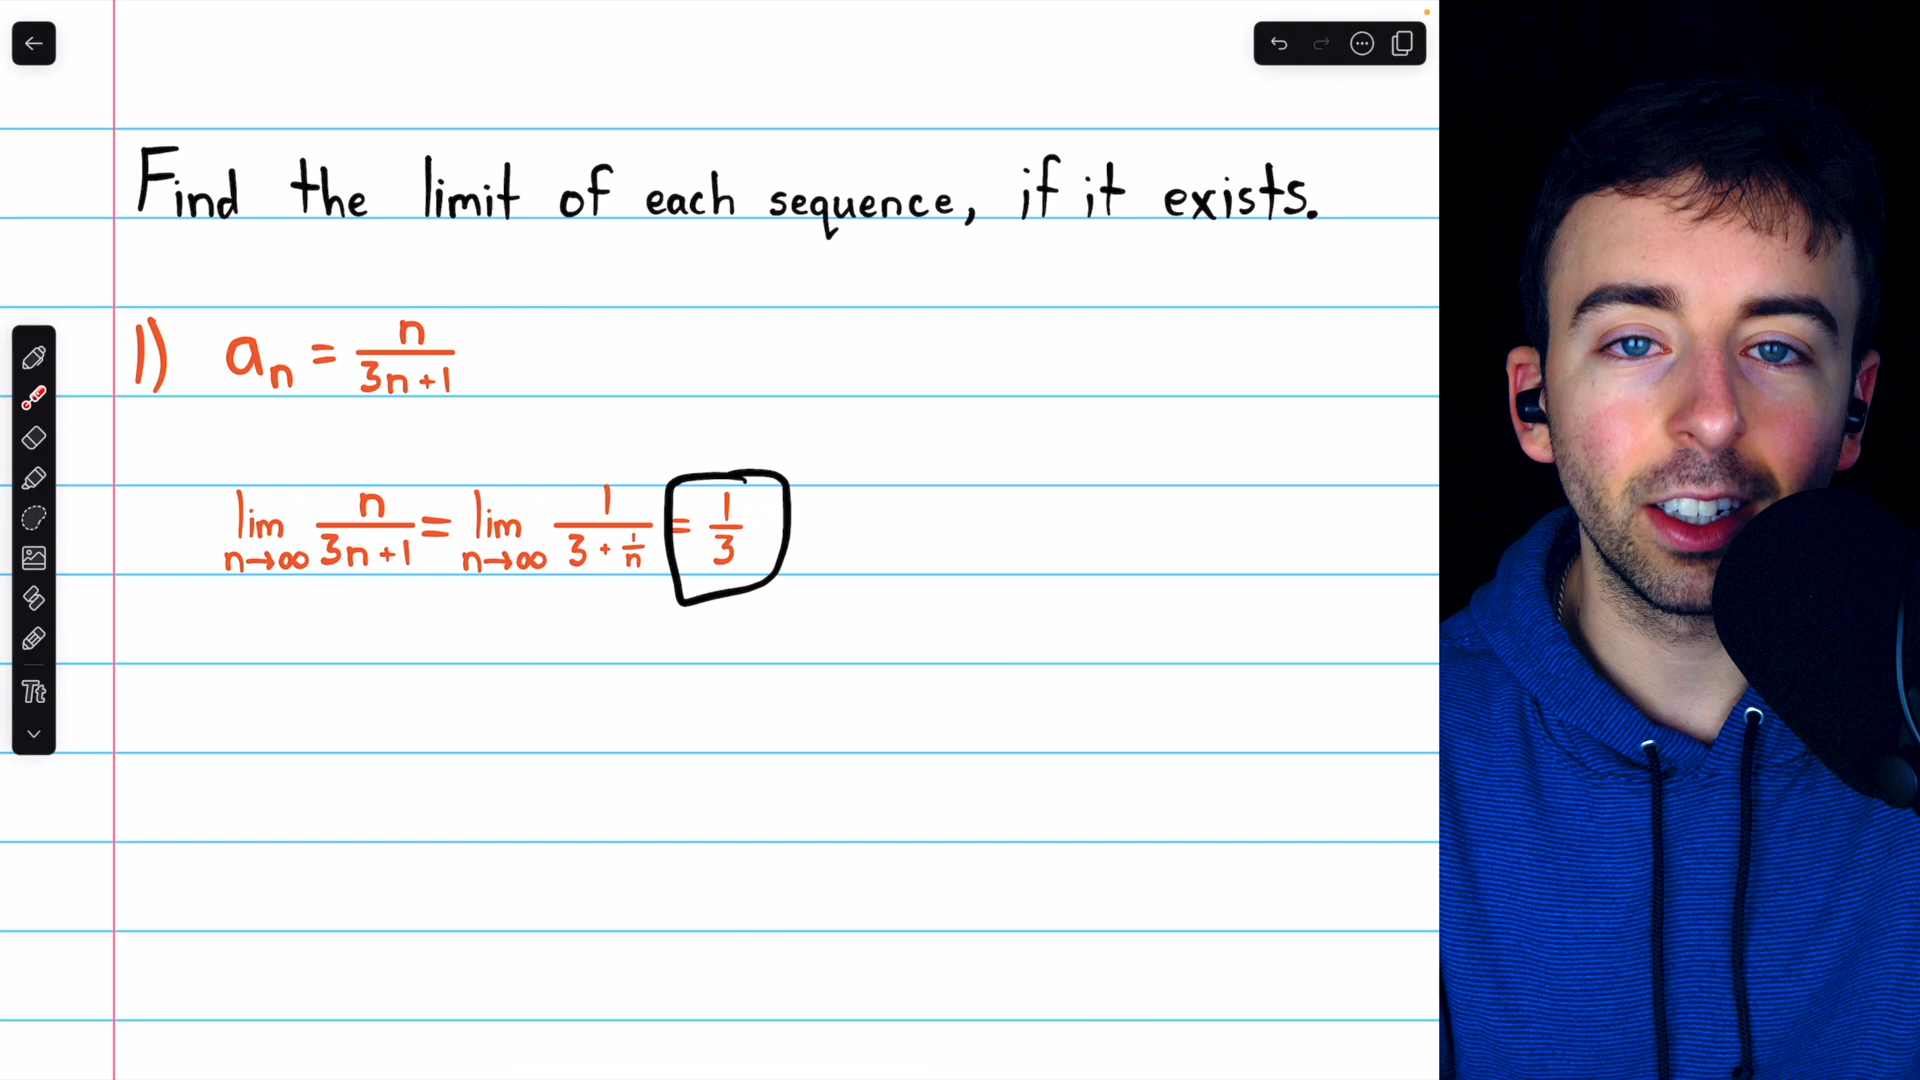 Find the limit of each sequence, if it exists.
1) aₙ = n/(3n+1)
lim n→∞ n/(3n+1) = lim n→∞ 1/(3 + 1/n) = 1/3
Tt